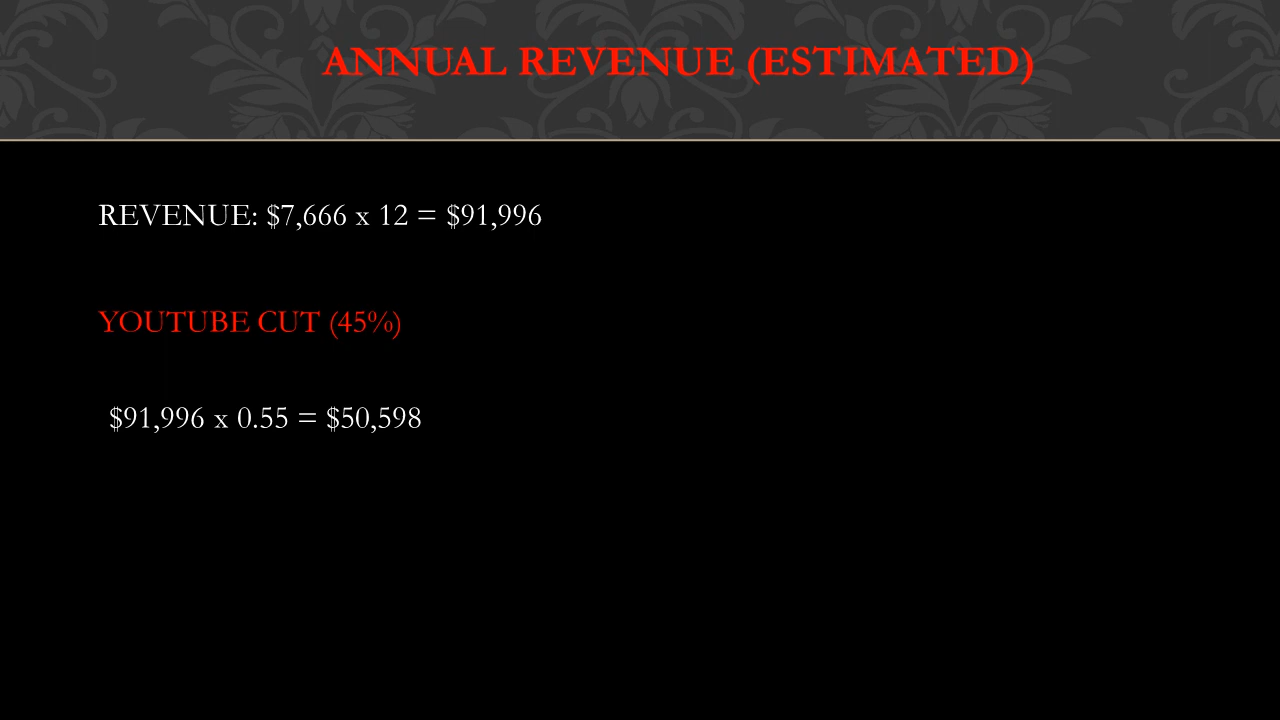 ANNUAL REVENUE (ESTIMATED)
REVENUE: $7,666 x 12 = $91,996
YOUTUBE CUT (45%)
$91,996 x 0.55 = $50,598